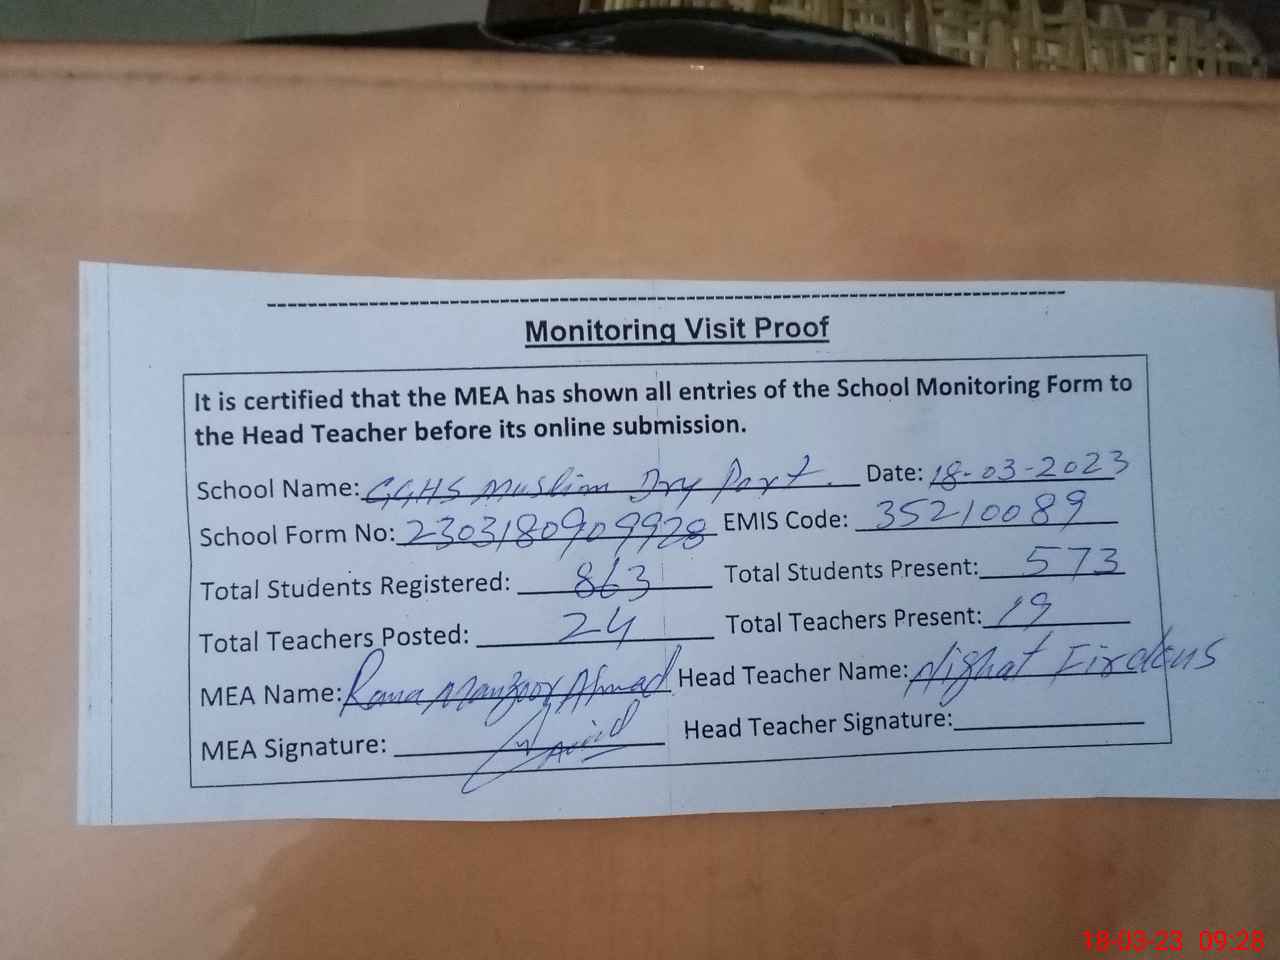 Monitoring Visit Proof
It is certified that the MEA has shown all entries of the School Monitoring Form to
the Head Teacher before its online submission.
School Name: GGHS Muslim Dry Port. Date: 18-03-2023
School Form No: 2303180909928 EMIS Code: 35210089
Total Students Registered: 863 Total Students Present: 573
Total Teachers Posted: 24 Total Teachers Present: 19
MEA Name: Rana Manzoor Ahmad Head Teacher Name: Nighat Firdous
MEA Signature: Head Teacher Signature:
18-03-23 09:28